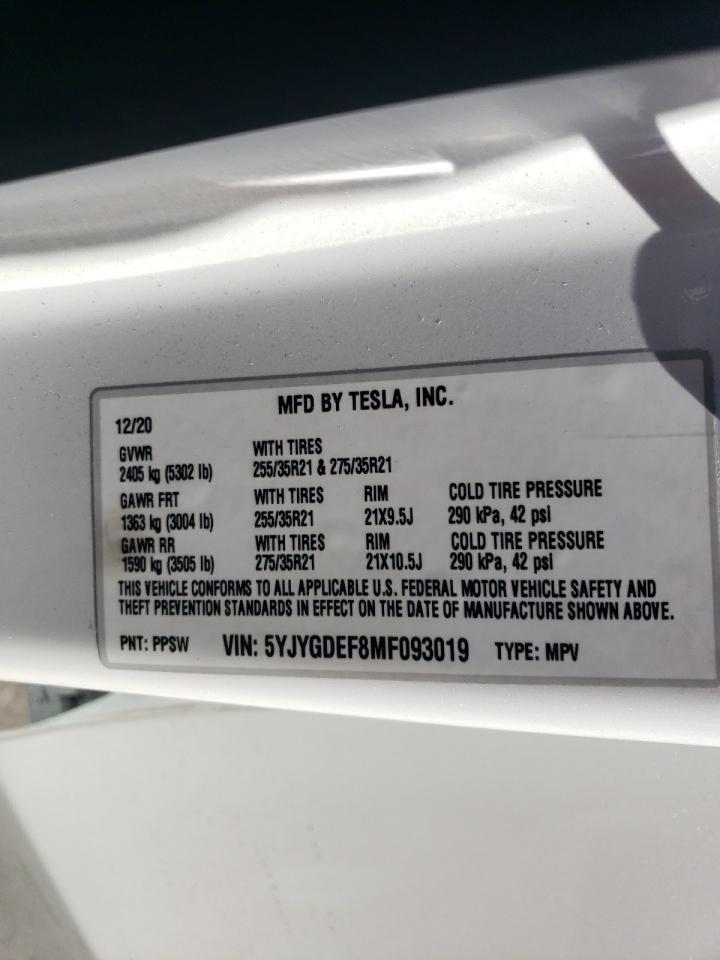 MFD BY TESLA, INC.
12/20
GVWR WITH TIRES
2405 kg (5302 lb) 255/35R21 & 275/35R21
GAWR FRT WITH TIRES RIM COLD TIRE PRESSURE
1363 kg (3004 lb) 255/35R21 21X9.5J 290 kPa, 42 psi
GAWR RR WITH TIRES RIM COLD TIRE PRESSURE
1590 kg (3505 lb) 275/35R21 21X10.5J 290 kPa, 42 psi
THIS VEHICLE CONFORMS TO ALL APPLICABLE U.S. FEDERAL MOTOR VEHICLE SAFETY AND
THEFT PREVENTION STANDARDS IN EFFECT ON THE DATE OF MANUFACTURE SHOWN ABOVE.
PNT: PPSW VIN: 5YJYGDEF8MF093019 TYPE: MPV